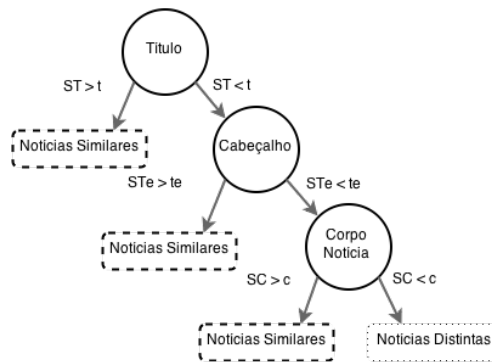 Titulo
ST > t
ST < t
Noticias Similares
Cabeçalho
STe > te
STe < te
Noticias Similares
Corpo
Noticia
SC > c
SC < c
Noticias Similares
Noticias Distintas